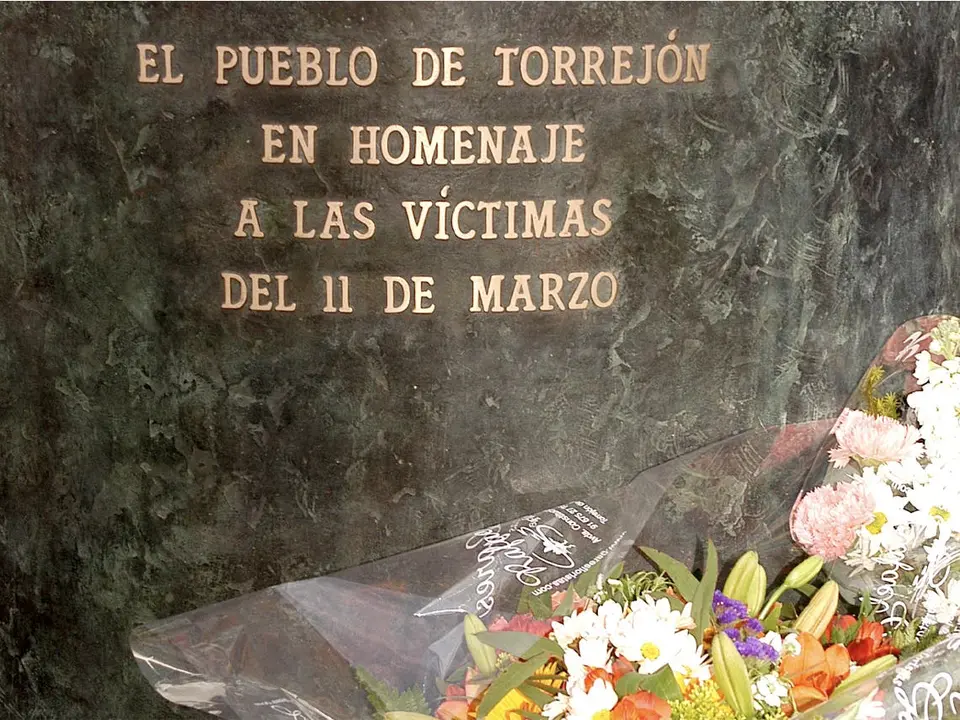 EL PUEBLO DE TORREJÓN
EN HOMENAJE
A LAS VÍCTIMAS
DEL 11 DE MARZO